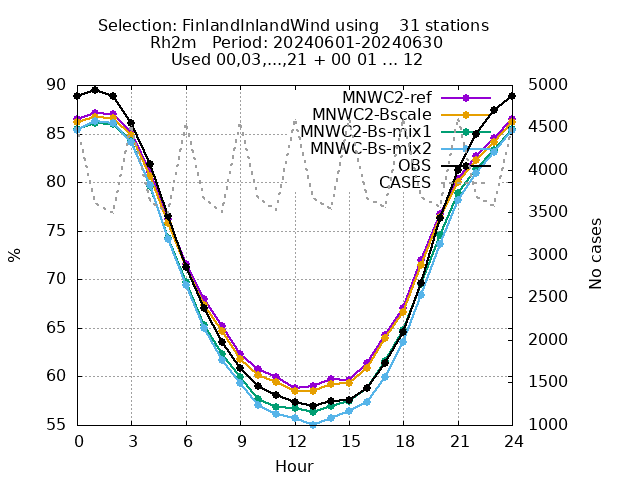 Selection: FinlandInlandWind using    31 stations
Rh2m   Period: 20240601-20240630
Used 00,03,...,21 + 00 01 ... 12
MNWC2-ref
MNWC2-Bscale
MNWC2-Bs-mix1
MNWC-Bs-mix2
OBS
CASES
%
90
85
80
75
70
65
60
55
5000
4500
4000
3500
3000
2500
2000
1500
1000
No cases
0 3 6 9 12 15 18 21 24
Hour